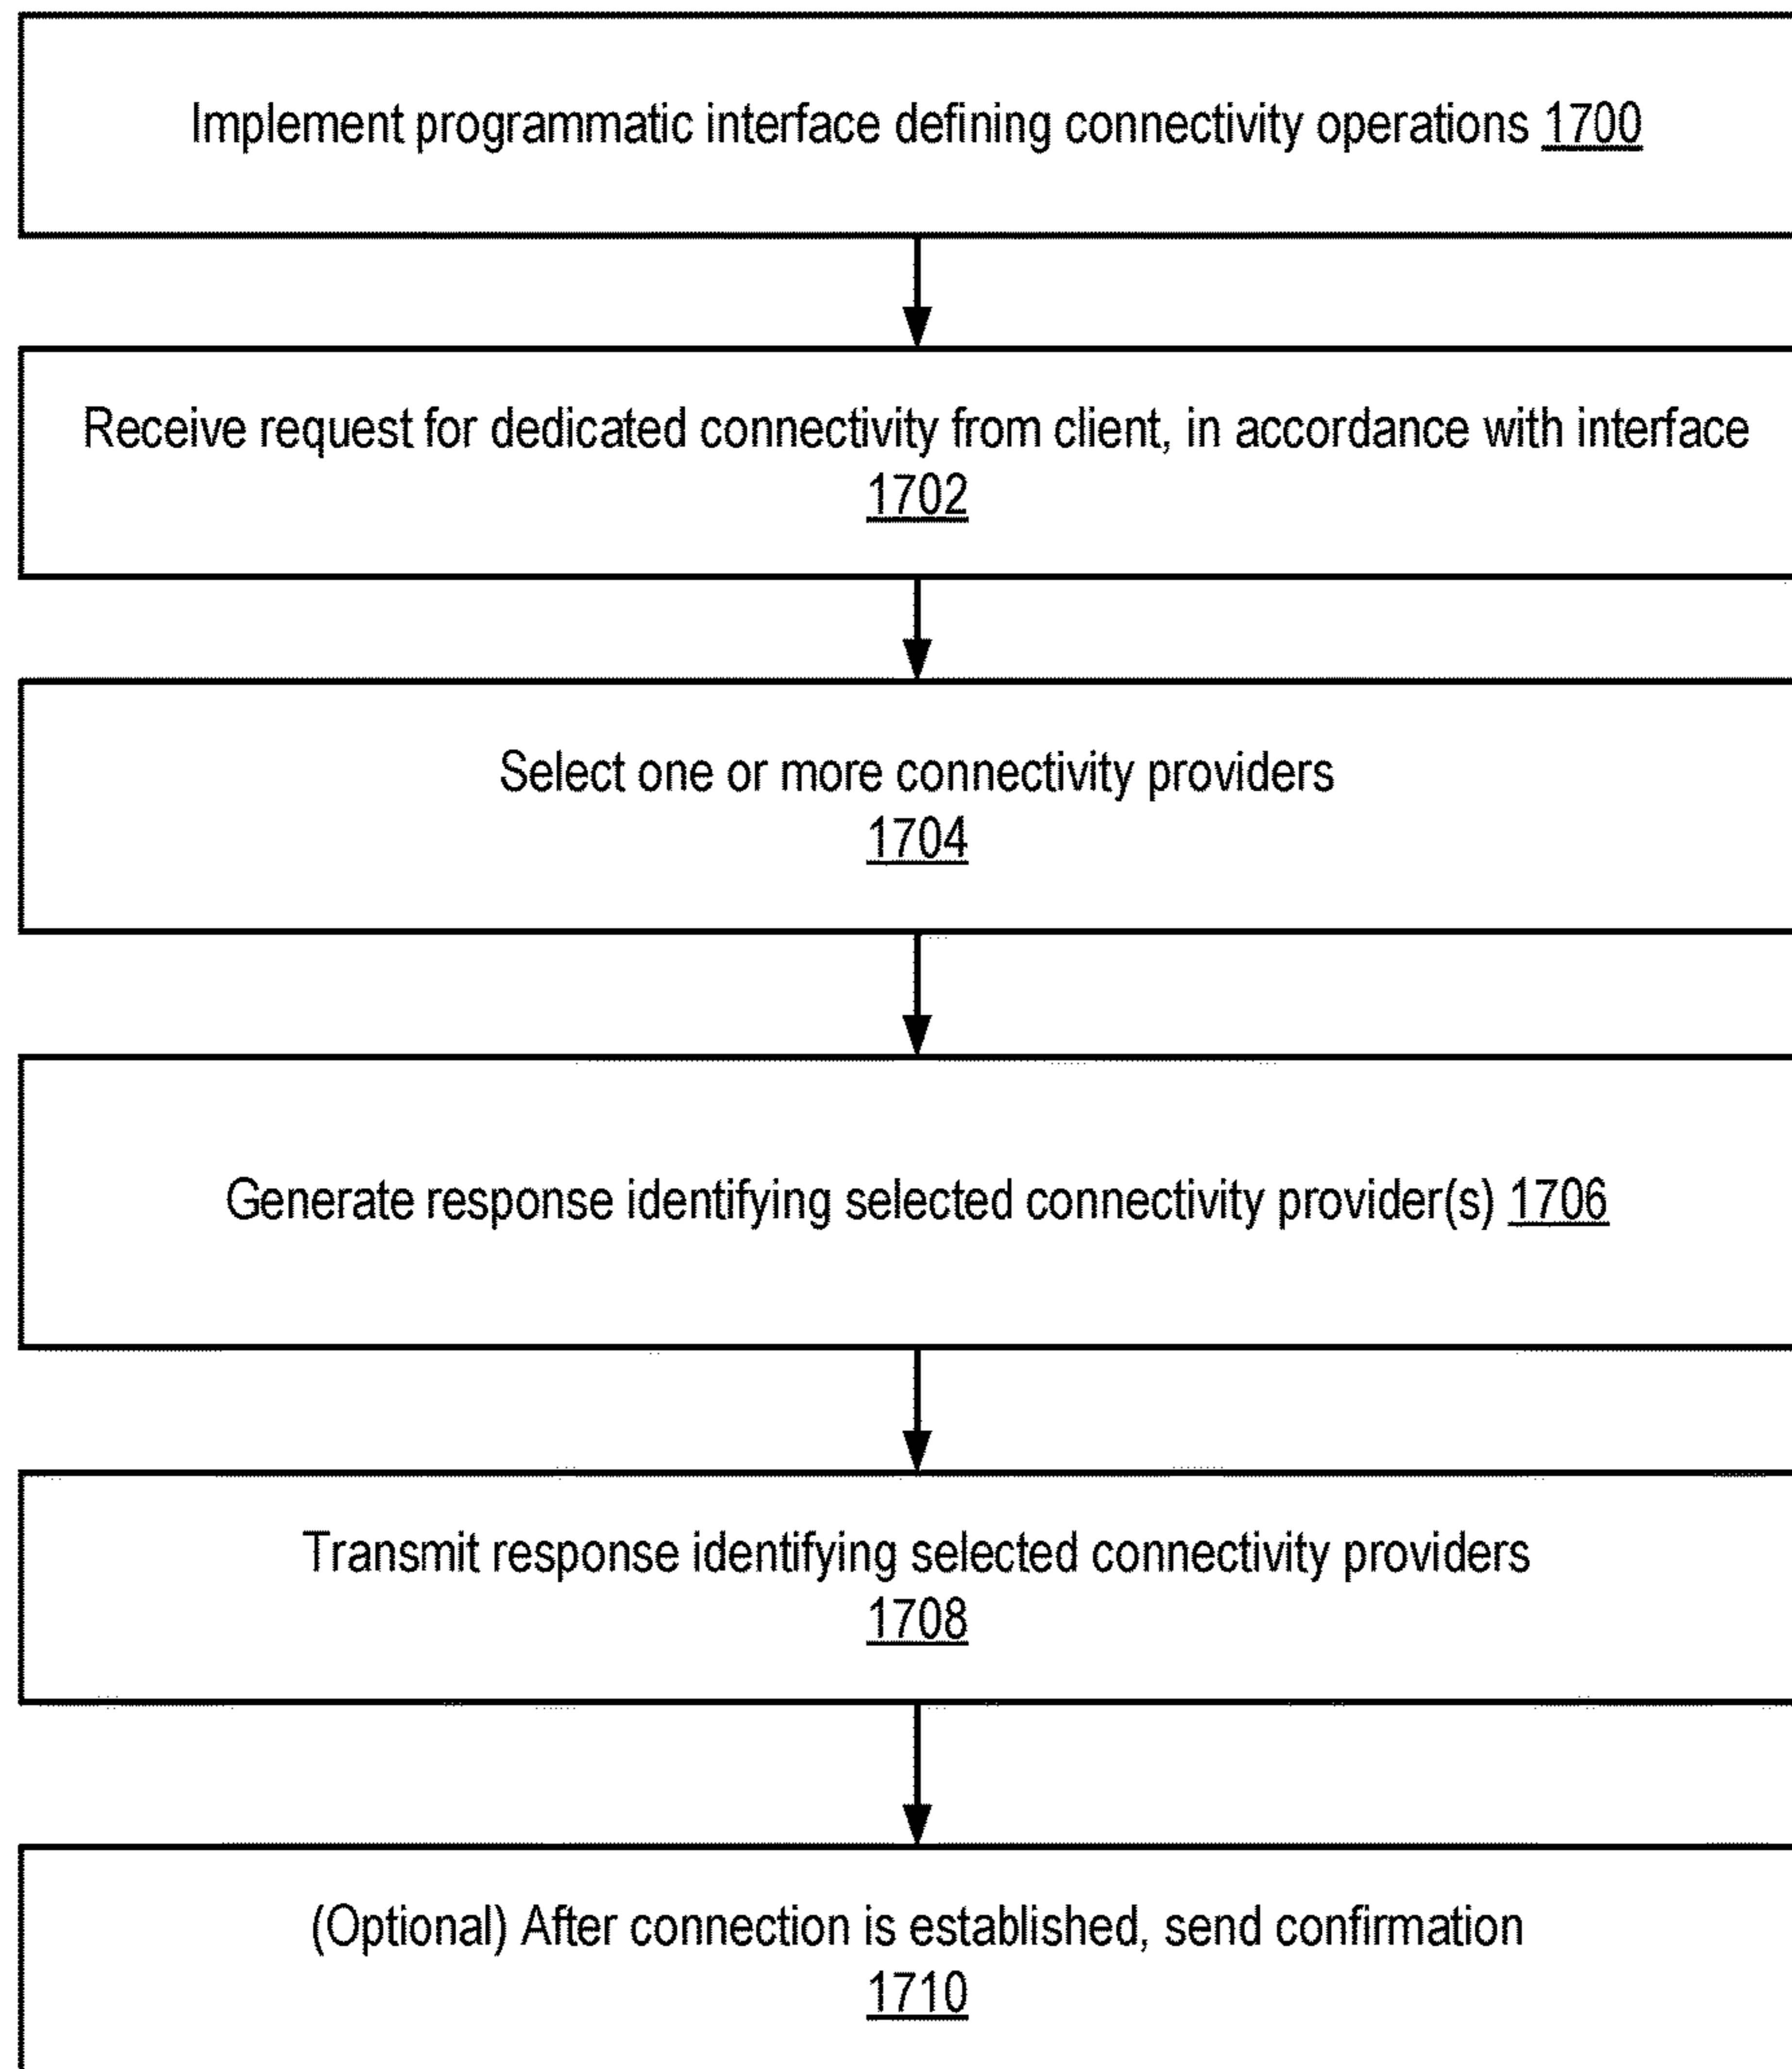 Implement programmatic interface defining connectivity operations 1700
Receive request for dedicated connectivity from client, in accordance with interface
1702
Select one or more connectivity providers
1704
Generate response identifying selected connectivity provider(s) 1706
Transmit response identifying selected connectivity providers
1708
(Optional) After connection is established, send confirmation
1710